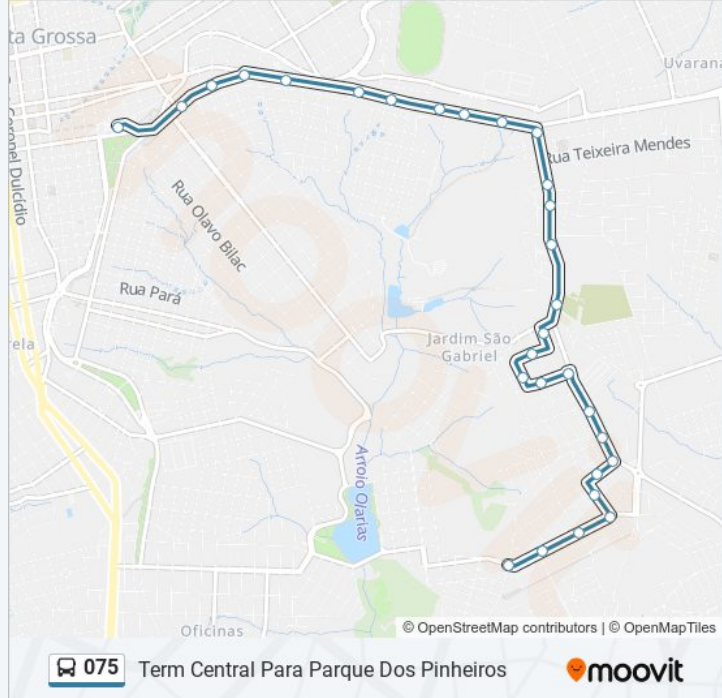 ta Grossa
Uvarana
Coronel Dulcídio
Rua Teixeira Mendes
Rua Olavo Bilac
Rua Pará
rela
Jardim São
Gabriel
Arroio Olarias
Oficinas
© OpenStreetMap contributors | © OpenMapTiles
075 Term Central Para Parque Dos Pinheiros
moovit